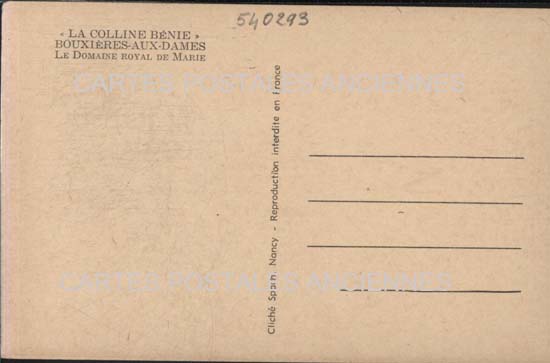 540293
« LA COLLINE BÉNIE »
BOUXIÈRES-AUX-DAMES
LE DOMAINE ROYAL DE MARIE
CARTES POSTALES ANCIENNES
Cliché Spain Nancy - Reproduction interdite en France
CARTES POSTALES ANCIENNES